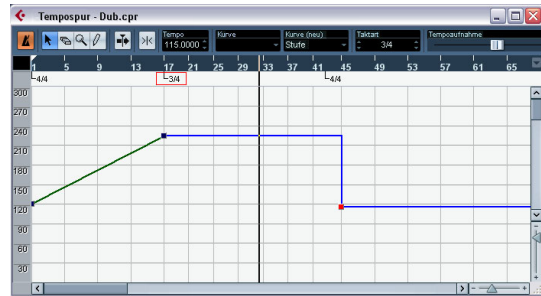 Tempospur - Dub.cpr
Tempo
115.0000
Kurve
Kurve (neu)
Stufe
Taktart
3/4
Tempoaufnahme
1 5 9 13 17 21 25 29 33 37 41 45 49 53 57 61 65
4/4 3/4 4/4
300
270
240
210
180
150
120
90
60
30